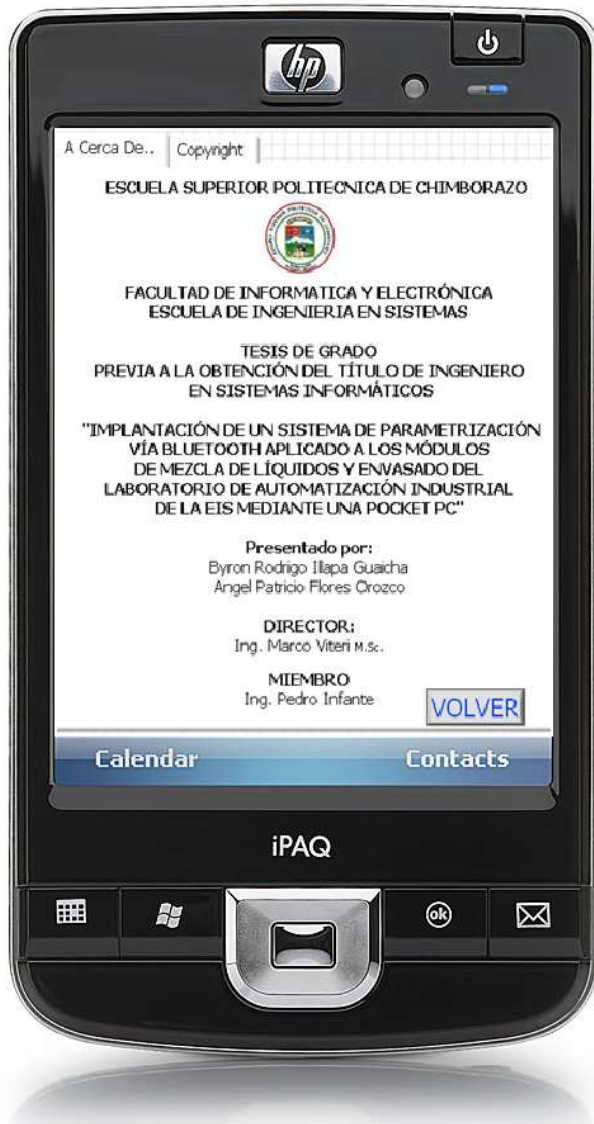 hp
A Cerca De..
Copyright
ESCUELA SUPERIOR POLITECNICA DE CHIMBORAZO
FACULTAD DE INFORMATICA Y ELECTRÓNICA
ESCUELA DE INGENIERIA EN SISTEMAS
TESIS DE GRADO
PREVIA A LA OBTENCIÓN DEL TÍTULO DE INGENIERO
EN SISTEMAS INFORMÁTICOS
"IMPLANTACIÓN DE UN SISTEMA DE PARAMETRIZACIÓN
VÍA BLUETOOTH APLICADO A LOS MÓDULOS
DE MEZCLA DE LÍQUIDOS Y ENVASADO DEL
LABORATORIO DE AUTOMATIZACIÓN INDUSTRIAL
DE LA EIS MEDIANTE UNA POCKET PC"
Presentado por:
Byron Rodrigo Illapa Guaicha
Angel Patricio Flores Orozco
DIRECTOR:
Ing. Marco Viteri M.Sc.
MIEMBRO
Ing. Pedro Infante
VOLVER
Calendar
Contacts
iPAQ
ok